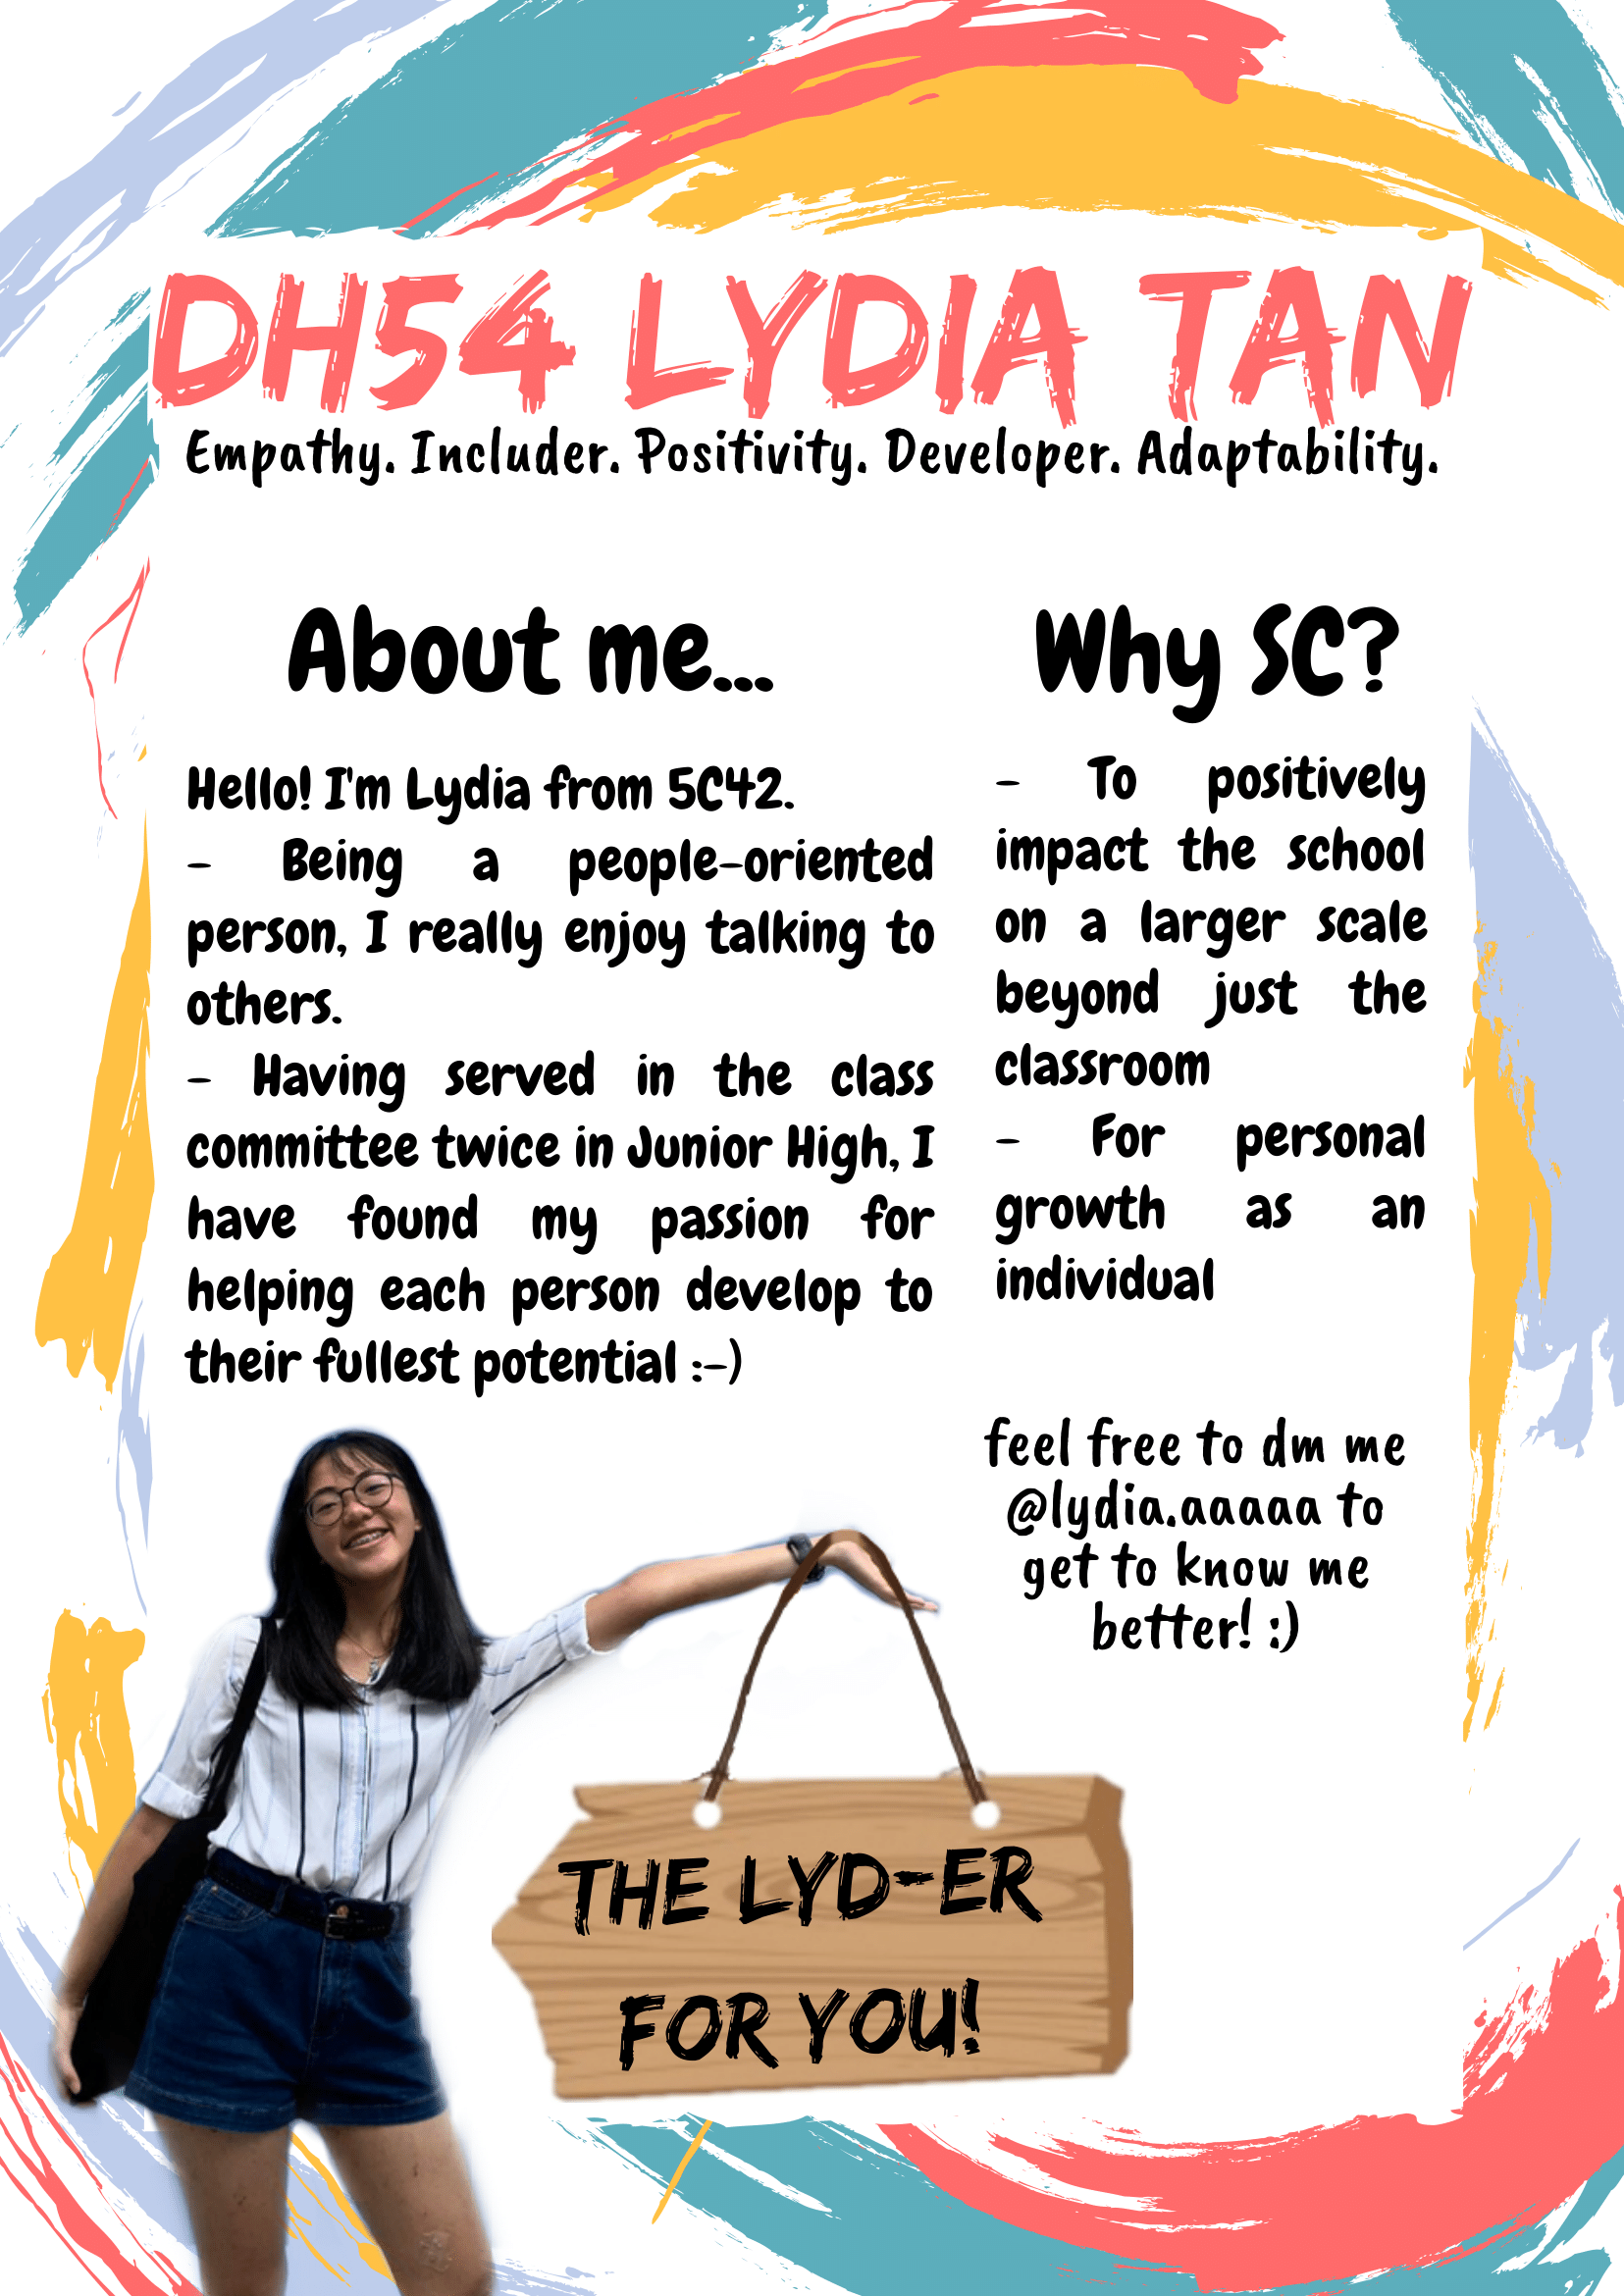 DH54 LYDIA TAN
Empathy. Includer. Positivity. Developer. Adaptability.
About me...
Hello! I'm Lydia from 5C42.
- Being a people-oriented
person, I really enjoy talking to
others.
- Having served in the class
committee twice in Junior High, I
have found my passion for
helping each person develop to
their fullest potential :-)
Why SC?
- To positively
impact the school
on a larger scale
beyond just the
classroom
- For personal
growth as an
individual
feel free to dm me
@lydia.aaaaa to
get to know me
better! :)
THE LYD-ER
FOR YOU!